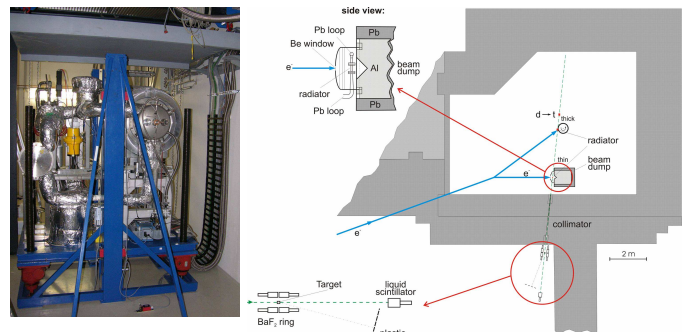 side view:
Pb loop
Pb
Be window
e⁻
Al
beam
dump
radiator
Pb loop
Pb
d → t
thick
radiator
thin
beam
dump
e⁻
collimator
e⁻
2 m
Target
liquid
scintillator
BaF₂ ring
plastic